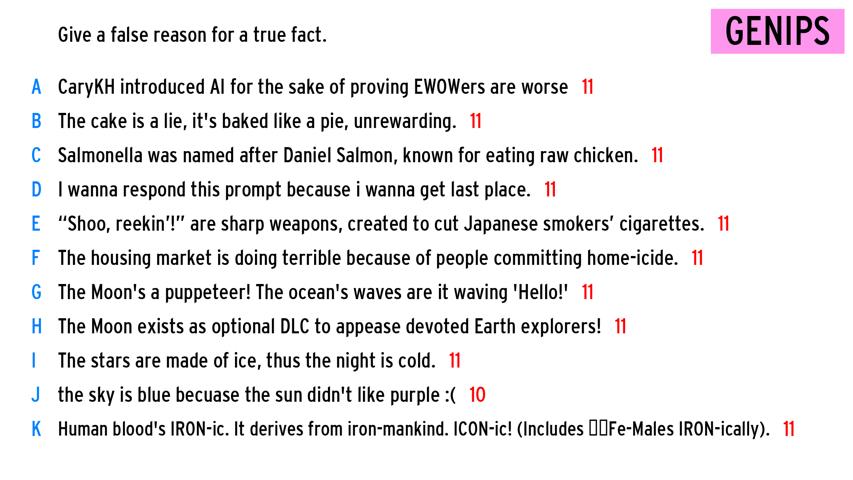 Give a false reason for a true fact.
GENIPS
A CaryKH introduced AI for the sake of proving EWOWers are worse 11
B The cake is a lie, it's baked like a pie, unrewarding. 11
C Salmonella was named after Daniel Salmon, known for eating raw chicken. 11
D I wanna respond this prompt because i wanna get last place. 11
E “Shoo, reekin’!” are sharp weapons, created to cut Japanese smokers’ cigarettes. 11
F The housing market is doing terrible because of people committing home-icide. 11
G The Moon's a puppeteer! The ocean's waves are it waving 'Hello!' 11
H The Moon exists as optional DLC to appease devoted Earth explorers! 11
I The stars are made of ice, thus the night is cold. 11
J the sky is blue becuase the sun didn't like purple :( 10
K Human blood's IRON-ic. It derives from iron-mankind. ICON-ic! (Includes ▯▯Fe-Males IRON-ically). 11